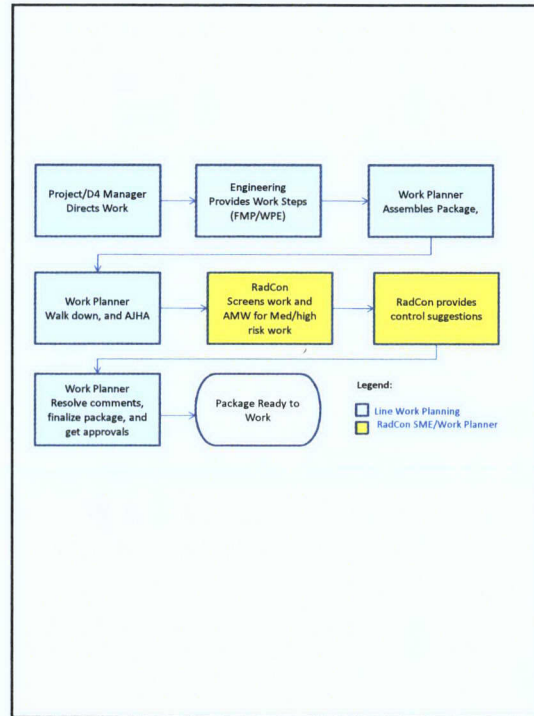 Project/D4 Manager
Directs Work
Engineering
Provides Work Steps
(FMP/WPE)
Work Planner
Assembles Package,
Work Planner
Walk down, and AJHA
RadCon
Screens work and
AMW for Med/high
risk work
RadCon provides
control suggestions
Work Planner
Resolve comments,
finalize package, and
get approvals
Package Ready to
Work
Legend:
Line Work Planning
RadCon SME/Work Planner